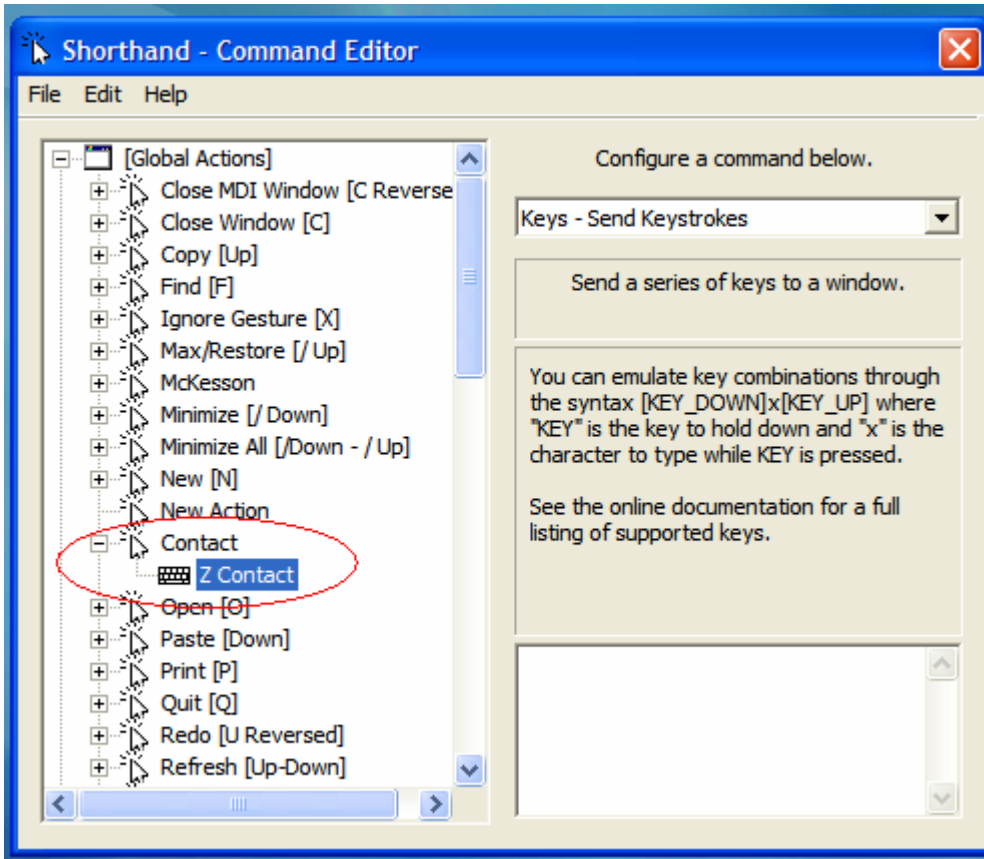 Shorthand - Command Editor
File Edit Help
[Global Actions]
Close MDI Window [C Reverse
Close Window [C]
Copy [Up]
Find [F]
Ignore Gesture [X]
Max/Restore [/ Up]
McKesson
Minimize [/ Down]
Minimize All [/Down - / Up]
New [N]
New Action
Contact
Z Contact
Open [O]
Paste [Down]
Print [P]
Quit [Q]
Redo [U Reversed]
Refresh [Up-Down]
Configure a command below.
Keys - Send Keystrokes
Send a series of keys to a window.
You can emulate key combinations through
the syntax [KEY_DOWN]x[KEY_UP] where
"KEY" is the key to hold down and "x" is the
character to type while KEY is pressed.
See the online documentation for a full
listing of supported keys.